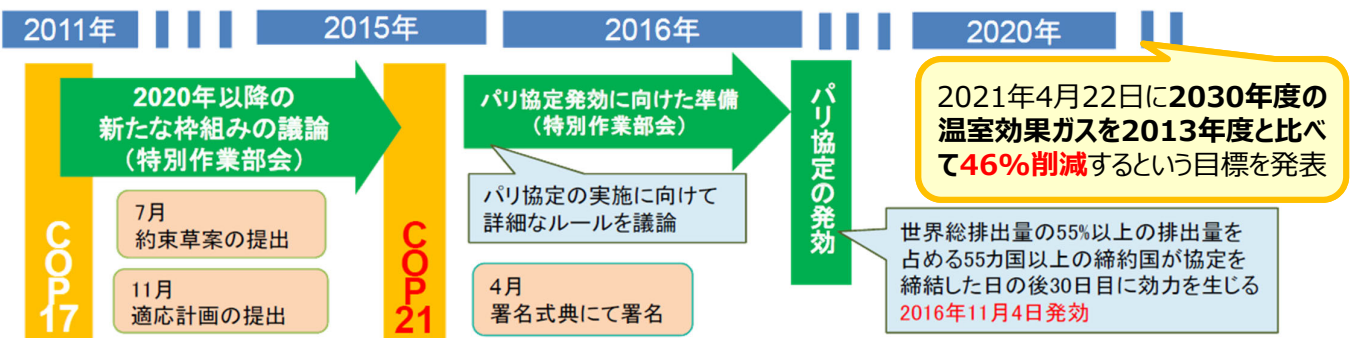 2011年
2015年
2016年
2020年
COP17
2020年以降の
新たな枠組みの議論
(特別作業部会)
7月
約束草案の提出
11月
適応計画の提出
COP21
パリ協定発効に向けた準備
(特別作業部会)
パリ協定の実施に向けて
詳細なルールを議論
4月
署名式典にて署名
パリ協定の発効
2021年4月22日に2030年度の
温室効果ガスを2013年度と比べ
て46%削減するという目標を発表
世界総排出量の55%以上の排出量を
占める55カ国以上の締約国が協定を
締結した日の後30日目に効力を生じる
2016年11月4日発効